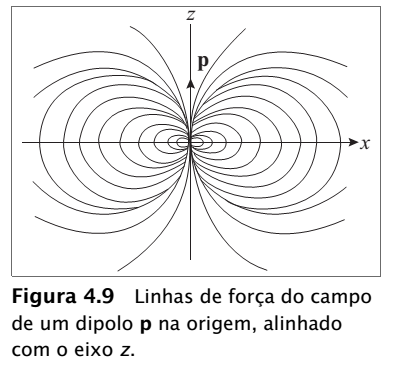 z
p
x
Figura 4.9 Linhas de força do campo
de um dipolo p na origem, alinhado
com o eixo z.